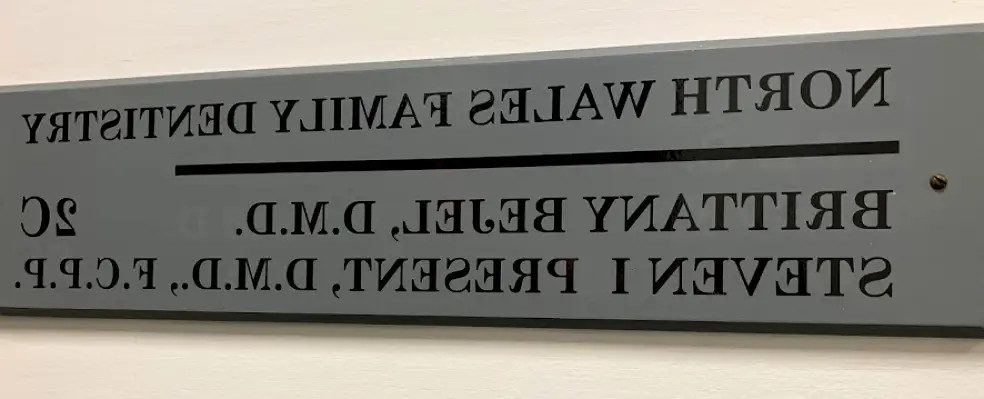 NORTH WALES FAMILY DENTISTRY
BRITTANY BEJEL, D.M.D. 2C
STEVEN I PRESENT, D.M.D., F.C.P.P.